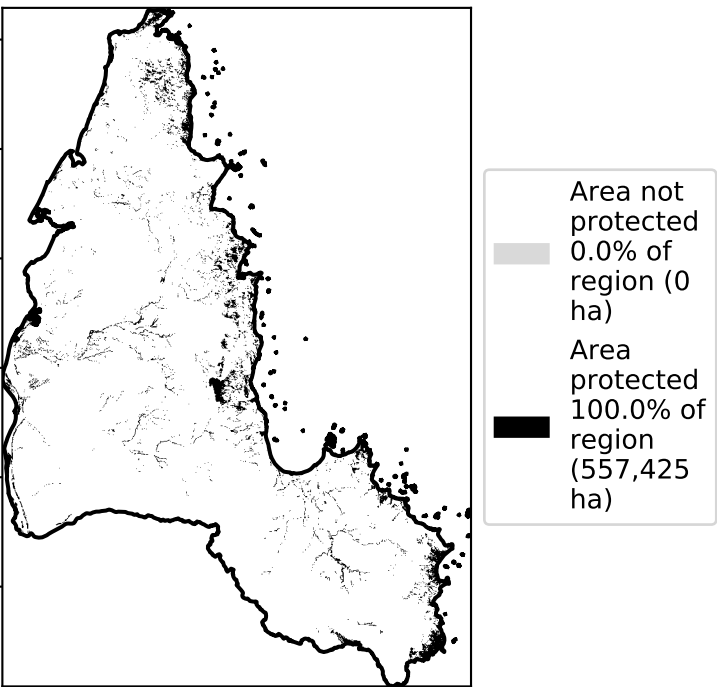 Area not
protected
0.0% of
region (0
ha)
Area
protected
100.0% of
region
(557,425
ha)